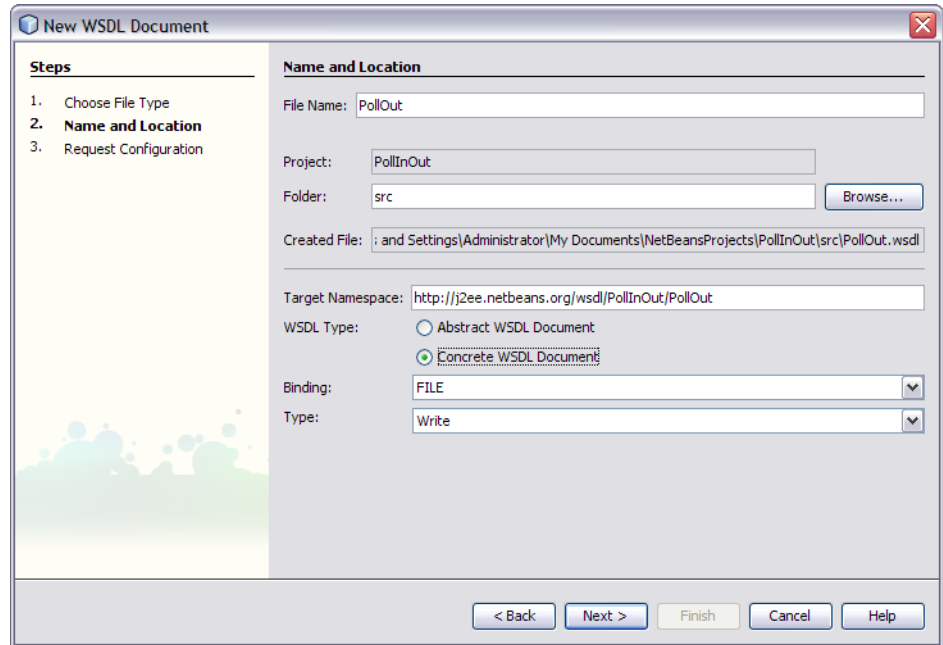 New WSDL Document
Steps
1. Choose File Type
2. Name and Location
3. Request Configuration
Name and Location
File Name: PollOut
Project: PollInOut
Folder: src Browse...
Created File: ; and Settings\Administrator\My Documents\NetBeansProjects\PollInOut\src\PollOut.wsdl
Target Namespace: http://j2ee.netbeans.org/wsdl/PollInOut/PollOut
WSDL Type: Abstract WSDL Document
Concrete WSDL Document
Binding: FILE
Type: Write
< Back Next > Finish Cancel Help